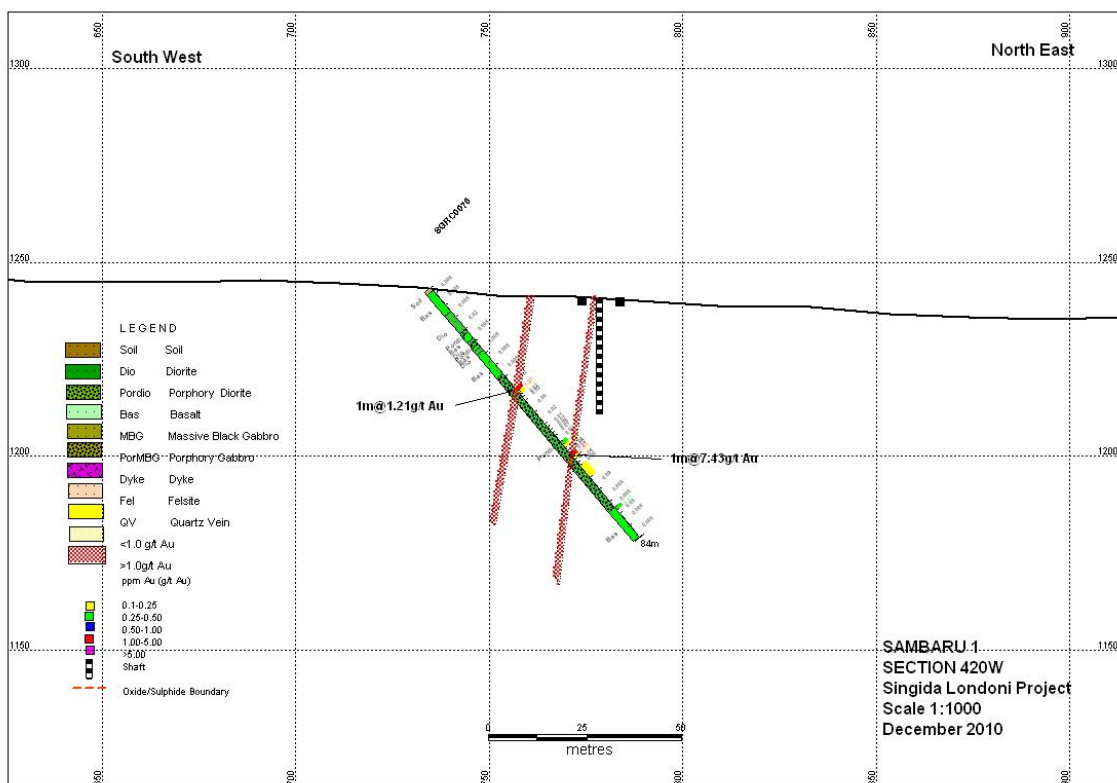 650 700 750 800 850 900
South West
North East
1300 1300
SGRC0076
1250 1250
LEGEND
Soil Soil
Dio Diorite
Pordio Porphory Diorite
Bas Basalt
MBG Massive Black Gabbro
PorMBG Porphory Gabbro
Dyke Dyke
Fel Felsite
QV Quartz Vein
<1.0 g/t Au
>1.0g/t Au
ppm Au (g/t Au)
0.1-0.25
0.25-0.50
0.50-1.00
1.00-5.00
>5.00
Shaft
Oxide/Sulphide Boundary
Soil
Bas
Dio
Bas
1m@1.21g/t Au
1200 1200
1m@7.43g/t Au
Bas
84m
1150 1150
SAMBARU 1
SECTION 420W
Singida Londoni Project
Scale 1:1000
December 2010
0 25 50
metres
650 700 750 800 850 900